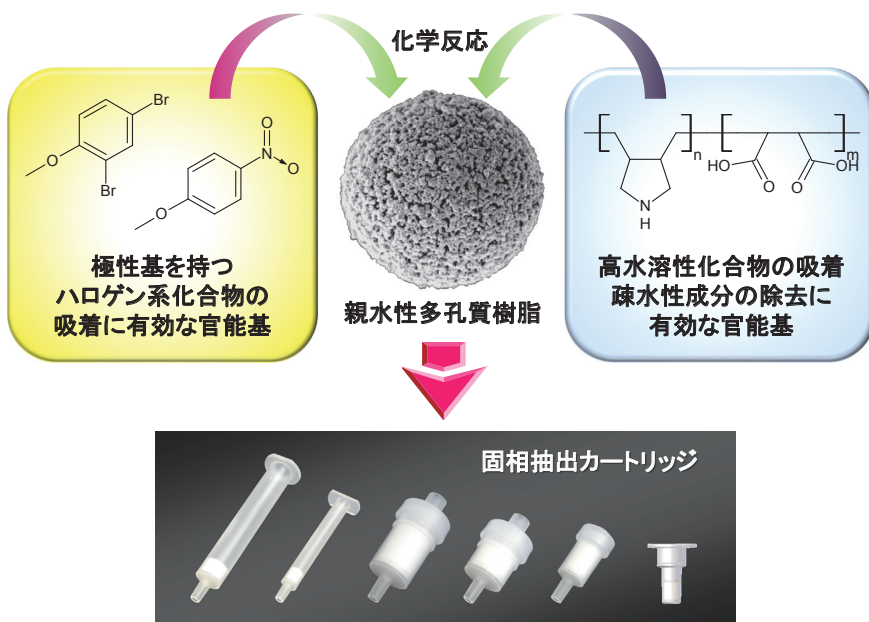 化学反応
Br
O
Br
O
N
O
O
極性基を持つ
ハロゲン系化合物の
吸着に有効な官能基
親水性多孔質樹脂
n
m
HO
O
O
OH
N
H
高水溶性化合物の吸着
疎水性成分の除去に
有効な官能基
固相抽出カートリッジ